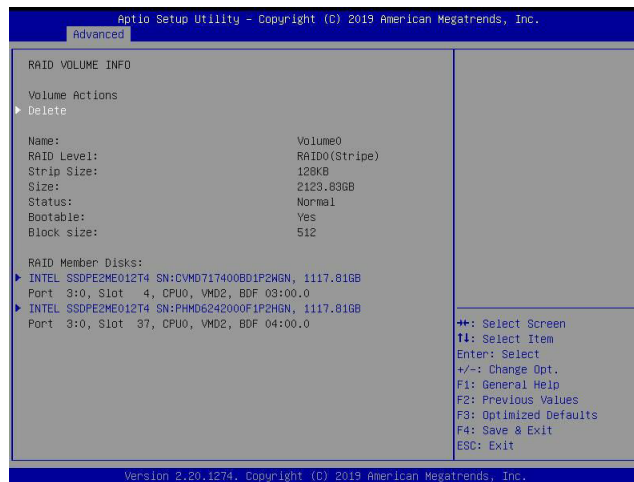 Aptio Setup Utility – Copyright (C) 2019 American Megatrends, Inc.
Advanced
RAID VOLUME INFO
Volume Actions
Delete
Name: Volume0
RAID Level: RAID0(Stripe)
Strip Size: 128KB
Size: 2123.83GB
Status: Normal
Bootable: Yes
Block size: 512
RAID Member Disks:
INTEL SSDPE2ME012T4 SN:CVMD717400BD1P2WGN, 1117.81GB
Port 3:0, Slot 4, CPU0, VMD2, BDF 03:00.0
INTEL SSDPE2ME012T4 SN:PHMD6242000F1P2HGN, 1117.81GB
Port 3:0, Slot 37, CPU0, VMD2, BDF 04:00.0
→←: Select Screen
↑↓: Select Item
Enter: Select
+/-: Change Opt.
F1: General Help
F2: Previous Values
F3: Optimized Defaults
F4: Save & Exit
ESC: Exit
Version 2.20.1274. Copyright (C) 2019 American Megatrends, Inc.